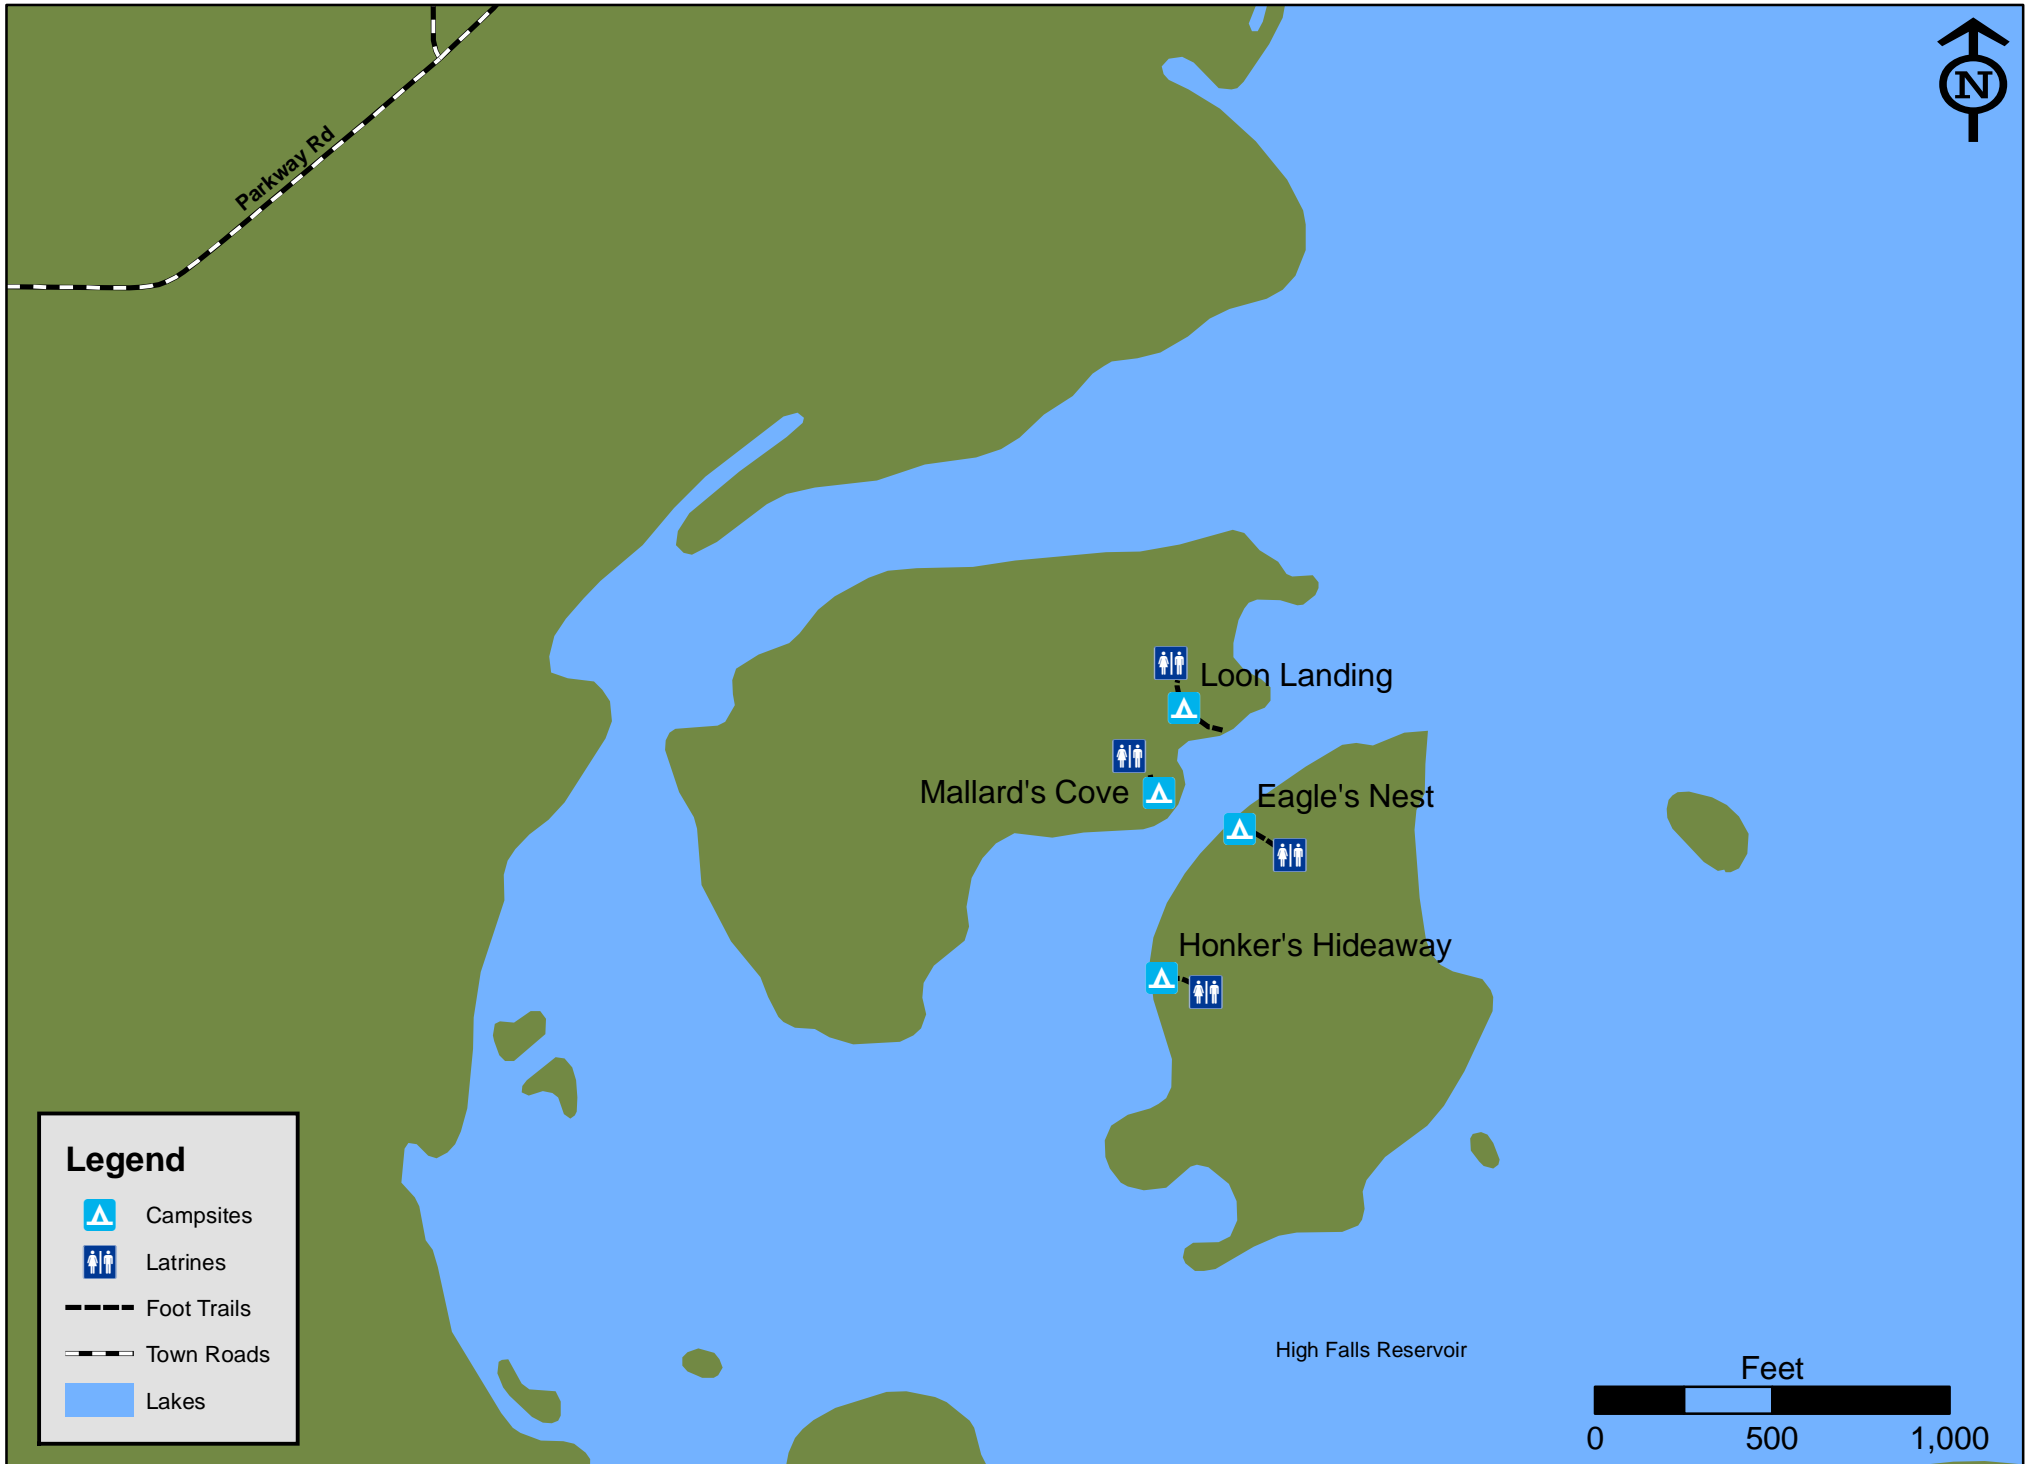 N
Parkway Rd
Loon Landing
Mallard's Cove
Eagle's Nest
Honker's Hideaway
Legend
Campsites
Latrines
Foot Trails
Town Roads
Lakes
High Falls Reservoir
Feet
0 500 1,000